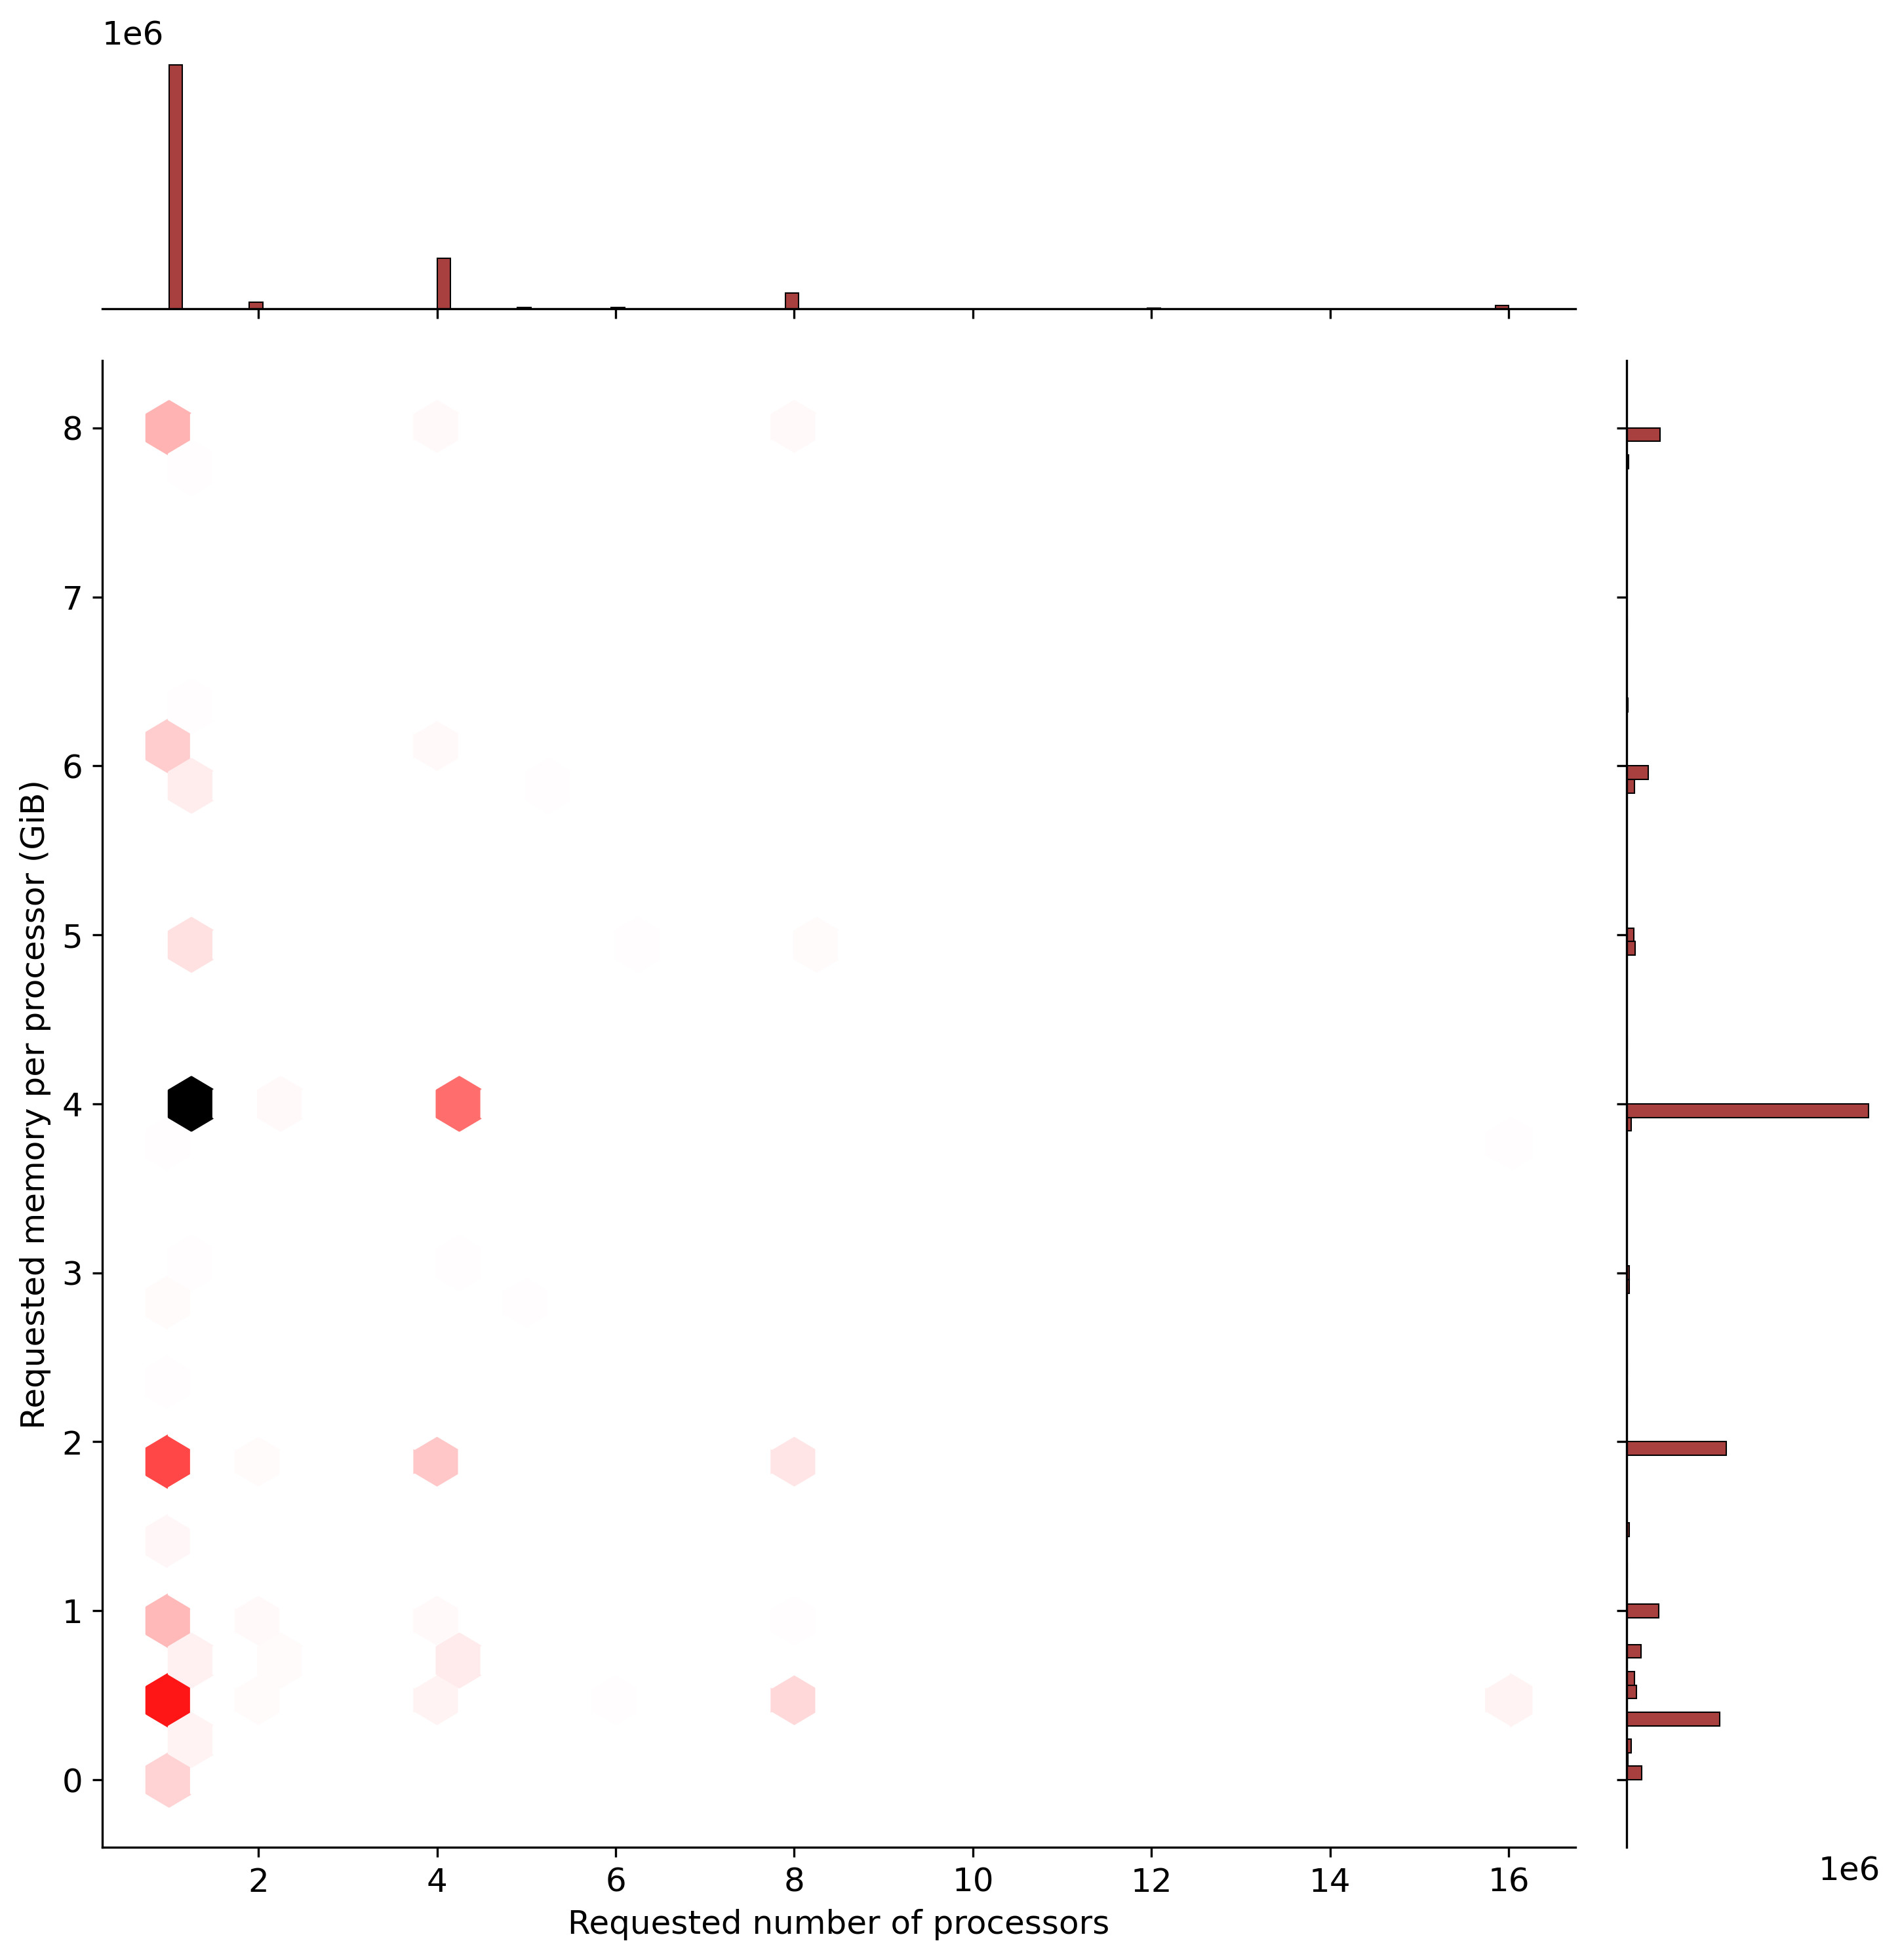 1e6
8
7
6
5
4
3
2
1
0
Requested memory per processor (GiB)
2 4 6 8 10 12 14 16
1e6
Requested number of processors